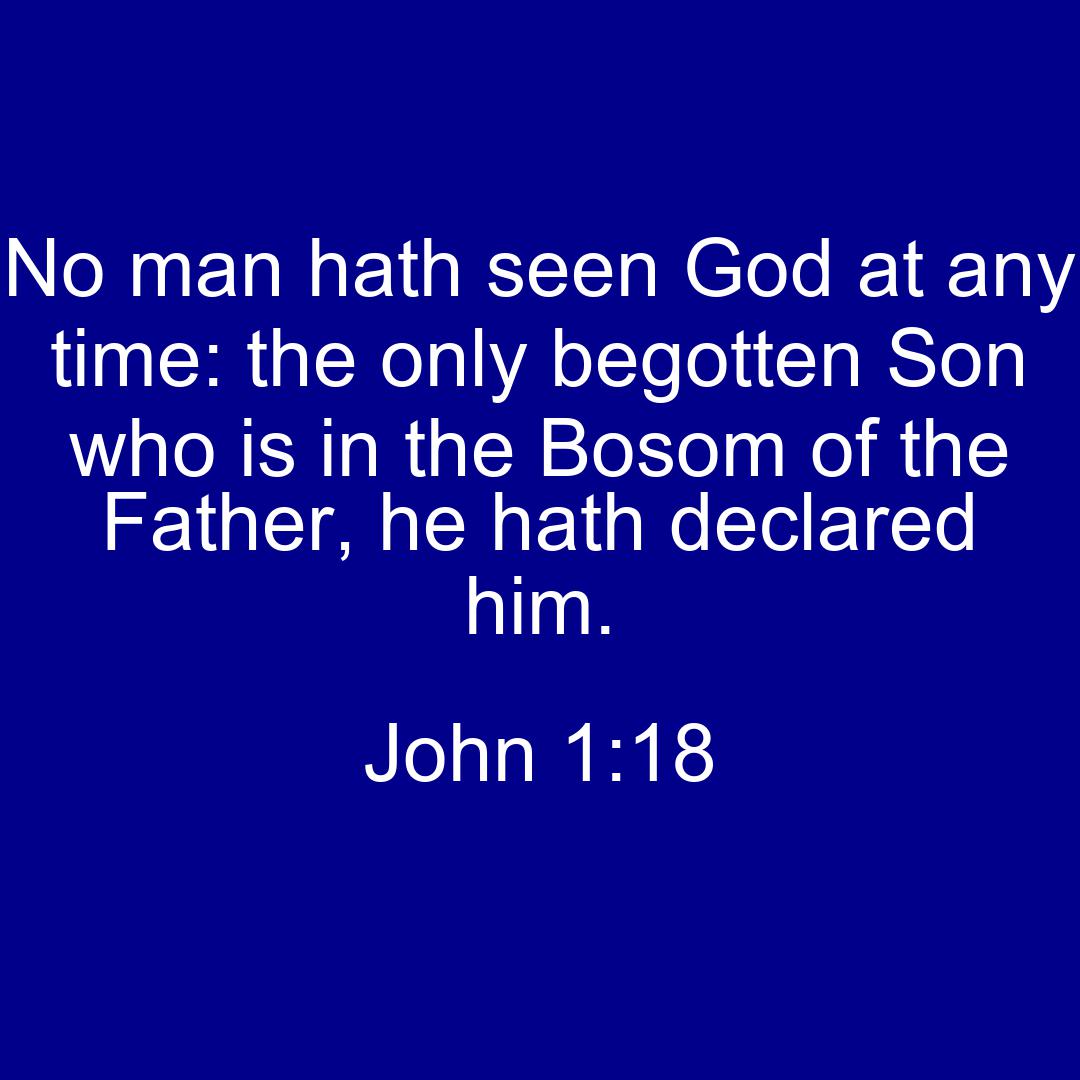 No man hath seen God at any
time: the only begotten Son
who is in the Bosom of the
Father, he hath declared
him.
John 1:18